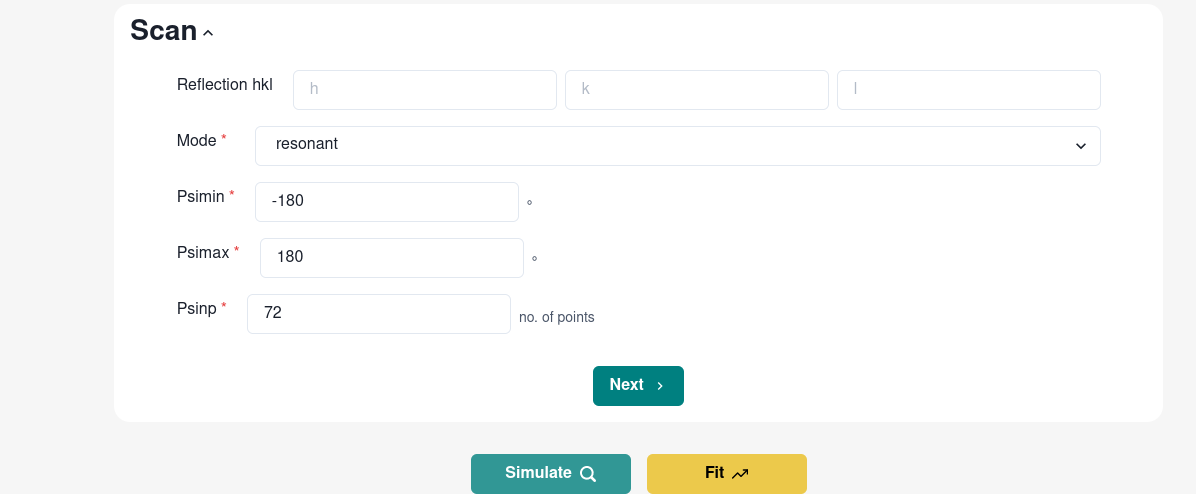 Scan
Reflection hkl h k l
Mode * resonant
Psimin * -180 °
Psimax * 180 °
Psinp * 72 no. of points
Next
Simulate Fit